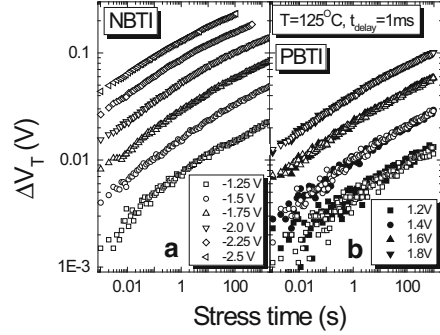 NBTI
T=125°C, t_delay=1ms
PBTI
ΔV_T (V)
0.1
0.01
1E-3
-1.25 V
-1.5 V
-1.75 V
-2.0 V
-2.25 V
-2.5 V
a
b
1.2V
1.4V
1.6V
1.8V
0.01 1 100 0.01 1 100
Stress time (s)